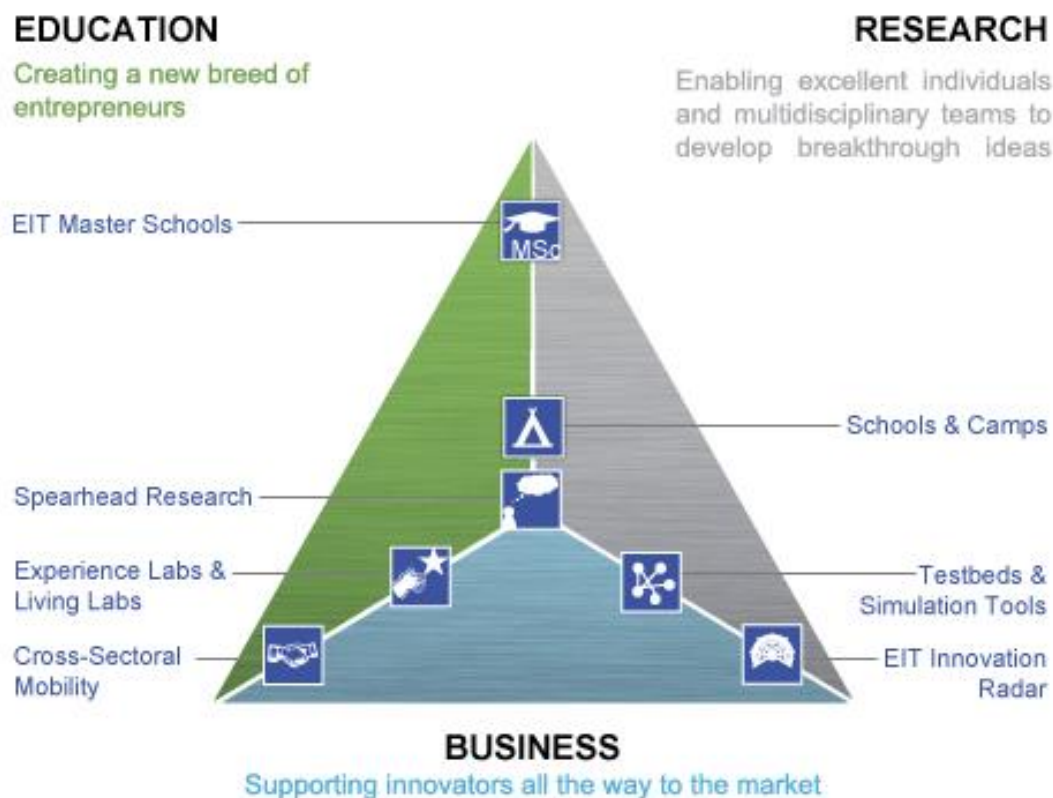 EDUCATION
Creating a new breed of
entrepreneurs
RESEARCH
Enabling excellent individuals
and multidisciplinary teams to
develop breakthrough ideas
EIT Master Schools
MSc
Schools & Camps
Spearhead Research
Experience Labs &
Living Labs
Testbeds &
Simulation Tools
Cross-Sectoral
Mobility
EIT Innovation
Radar
BUSINESS
Supporting innovators all the way to the market